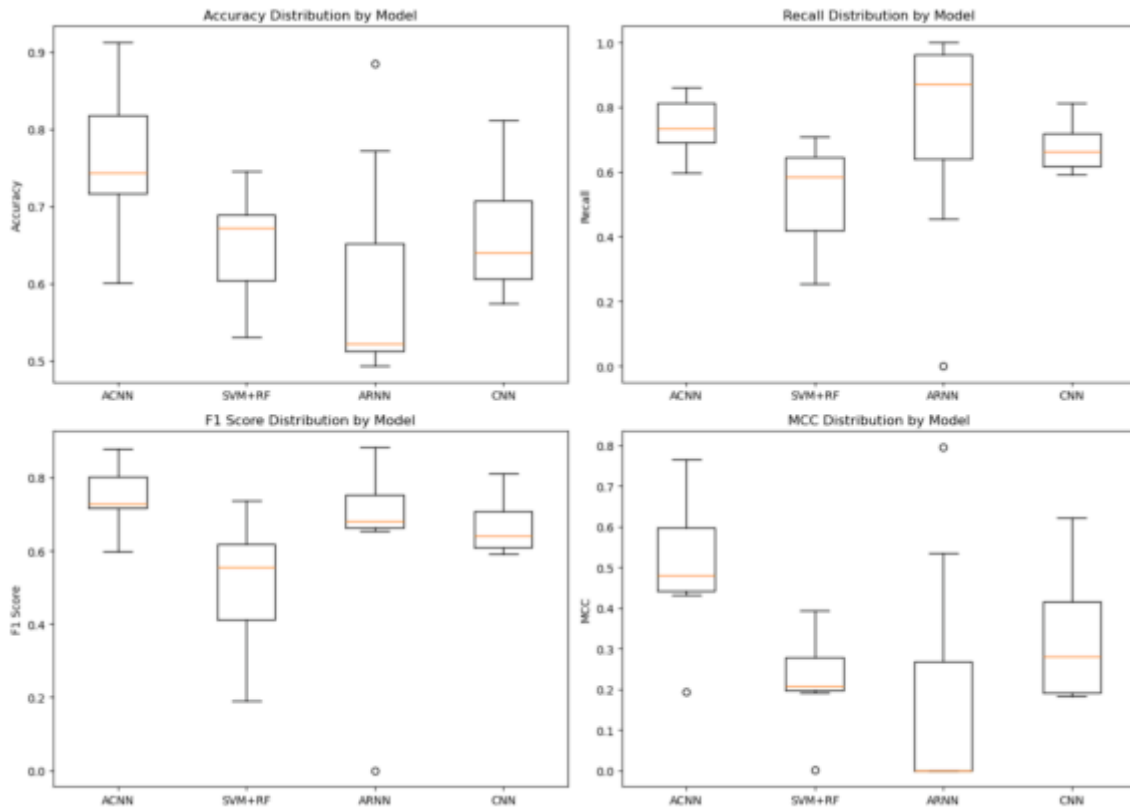 Accuracy Distribution by Model
Accuracy
0.9
0.8
0.7
0.6
0.5
ACNN SVM+RF ARNN CNN
Recall Distribution by Model
Recall
1.0
0.8
0.6
0.4
0.2
0.0
ACNN SVM+RF ARNN CNN
F1 Score Distribution by Model
F1 Score
0.8
0.6
0.4
0.2
0.0
ACNN SVM+RF ARNN CNN
MCC Distribution by Model
MCC
0.8
0.7
0.6
0.5
0.4
0.3
0.2
0.1
0.0
ACNN SVM+RF ARNN CNN